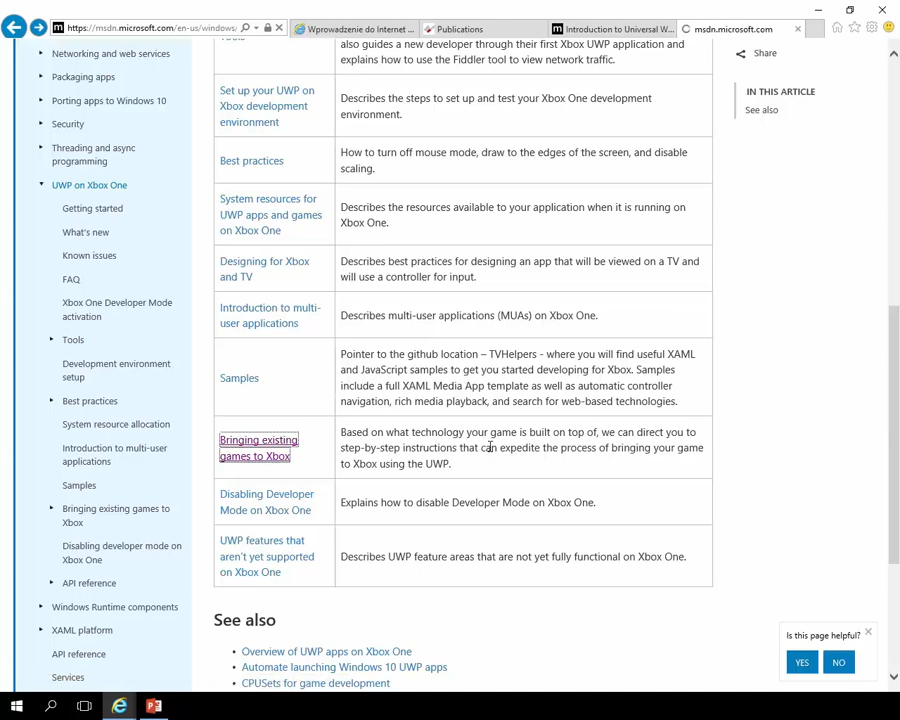 https://msdn.microsoft.com/en-us/windows/
Wprowadzenie do Internet ...
Publications
Introduction to Universal W...
msdn.microsoft.com
Networking and web services
Packaging apps
Porting apps to Windows 10
Security
Threading and async
programming
UWP on Xbox One
Getting started
What's new
Known issues
FAQ
Xbox One Developer Mode
activation
Tools
Development environment
setup
Best practices
System resource allocation
Introduction to multi-user
applications
Samples
Bringing existing games to
Xbox
Disabling developer mode on
Xbox One
API reference
Windows Runtime components
XAML platform
API reference
Services
Tools
also guides a new developer through their first Xbox UWP application and
explains how to use the Fiddler tool to view network traffic.
Set up your UWP on
Xbox development
environment
Describes the steps to set up and test your Xbox One development
environment.
Best practices
How to turn off mouse mode, draw to the edges of the screen, and disable
scaling.
System resources for
UWP apps and games
on Xbox One
Describes the resources available to your application when it is running on
Xbox One.
Designing for Xbox
and TV
Describes best practices for designing an app that will be viewed on a TV and
will use a controller for input.
Introduction to multi-
user applications
Describes multi-user applications (MUAs) on Xbox One.
Samples
Pointer to the github location – TVHelpers - where you will find useful XAML
and JavaScript samples to get you started developing for Xbox. Samples
include a full XAML Media App template as well as automatic controller
navigation, rich media playback, and search for web-based technologies.
Bringing existing
games to Xbox
Based on what technology your game is built on top of, we can direct you to
step-by-step instructions that can expedite the process of bringing your game
to Xbox using the UWP.
Disabling Developer
Mode on Xbox One
Explains how to disable Developer Mode on Xbox One.
UWP features that
aren't yet supported
on Xbox One
Describes UWP feature areas that are not yet fully functional on Xbox One.
See also
• Overview of UWP apps on Xbox One
• Automate launching Windows 10 UWP apps
• CPUSets for game development
Share
IN THIS ARTICLE
See also
Is this page helpful?
YES
NO